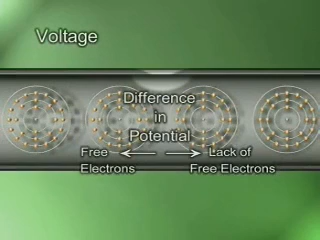 Voltage
Difference
in
Potential
Free Lack of
Electrons Free Electrons